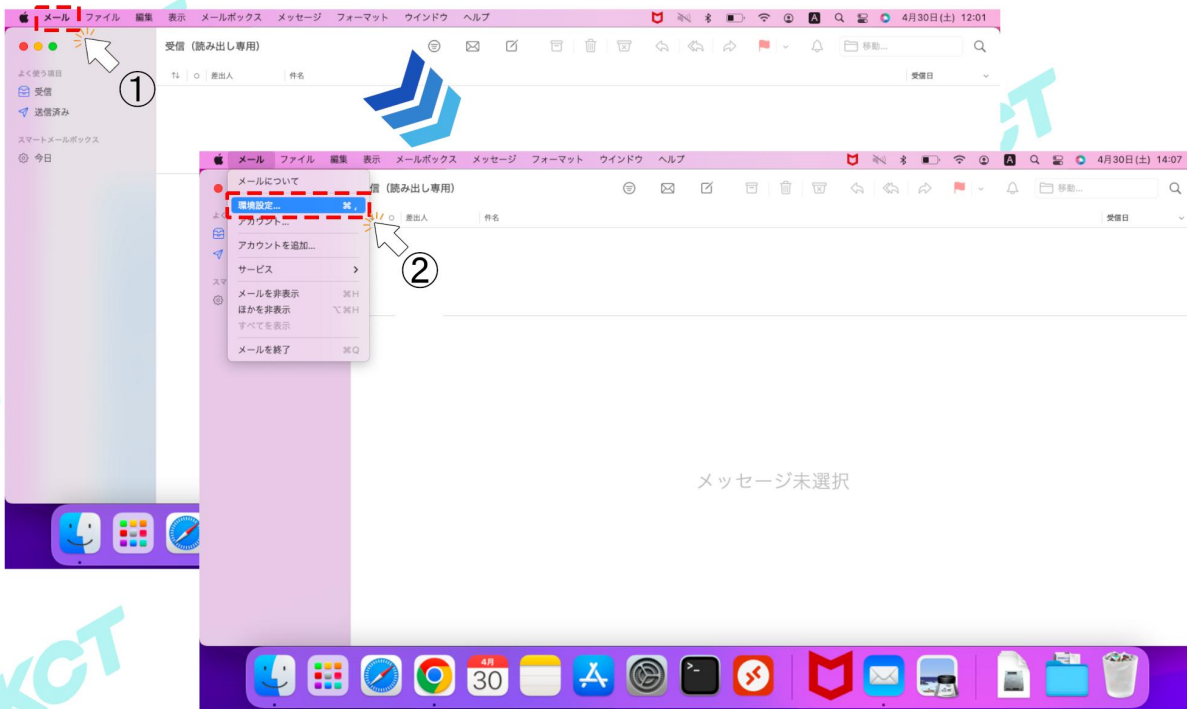 メール ファイル 編集 表示 メールボックス メッセージ フォーマット ウインドウ ヘルプ A 4月30日(土) 12:01
受信（読み出し専用） 移動...
よく使う項目 差出人 件名 受信日
受信
送信済み
①
スマートメールボックス
今日
メール ファイル 編集 表示 メールボックス メッセージ フォーマット ウインドウ ヘルプ A 4月30日(土) 14:07
メールについて
信（読み出し専用） 移動...
環境設定... ⌘ ,
差出人 件名 受信日
アカウント...
アカウントを追加...
サービス >
②
メールを非表示 ⌘H
ほかを非表示 ⌥⌘H
すべてを表示
メールを終了 ⌘Q
メッセージ未選択
4月
30
KCT
KCT